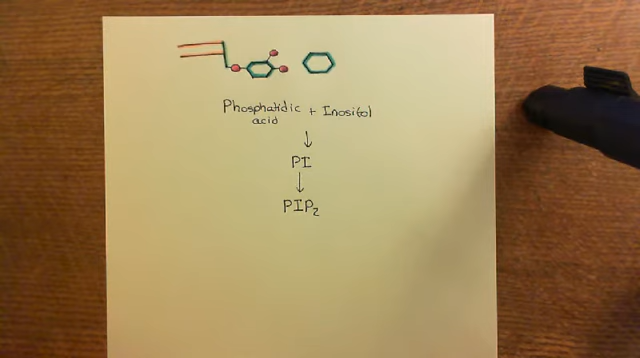 Phosphatidic + Inositol
acid
↓
PI
↓
PIP₂